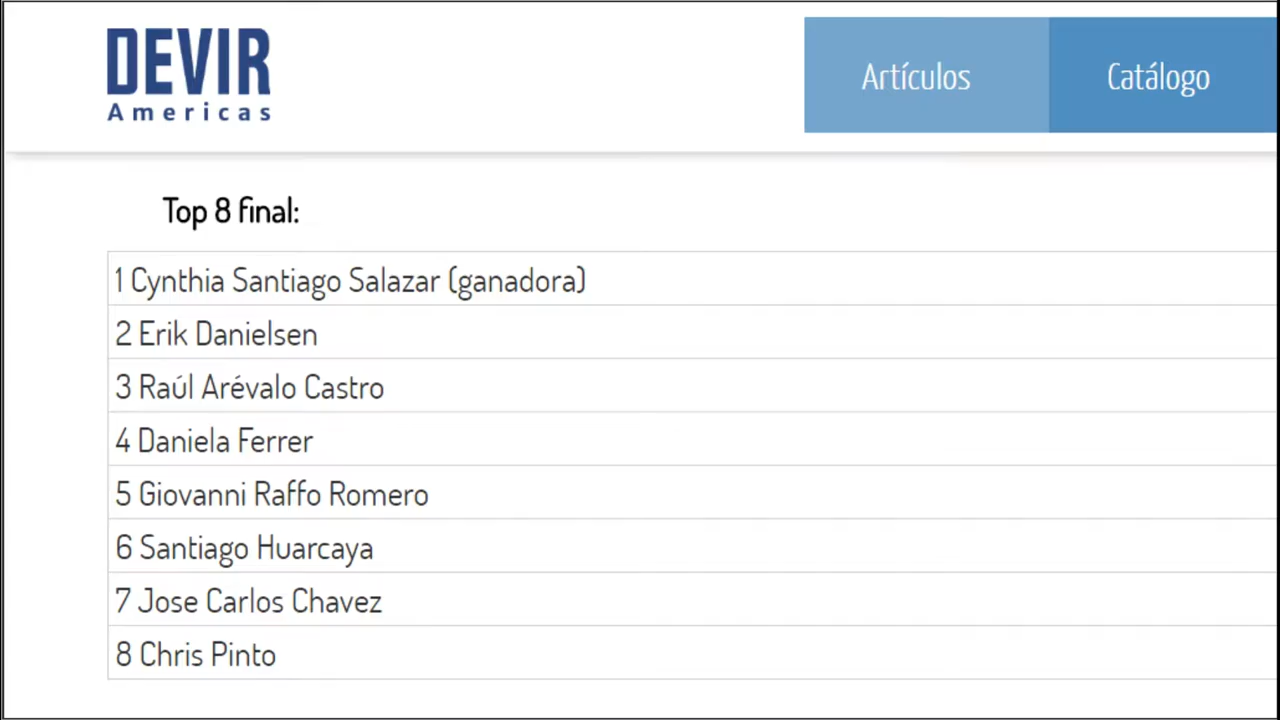 DEVIR
Americas
Artículos
Catálogo
Top 8 final:
1 Cynthia Santiago Salazar (ganadora)
2 Erik Danielsen
3 Raúl Arévalo Castro
4 Daniela Ferrer
5 Giovanni Raffo Romero
6 Santiago Huarcaya
7 Jose Carlos Chavez
8 Chris Pinto